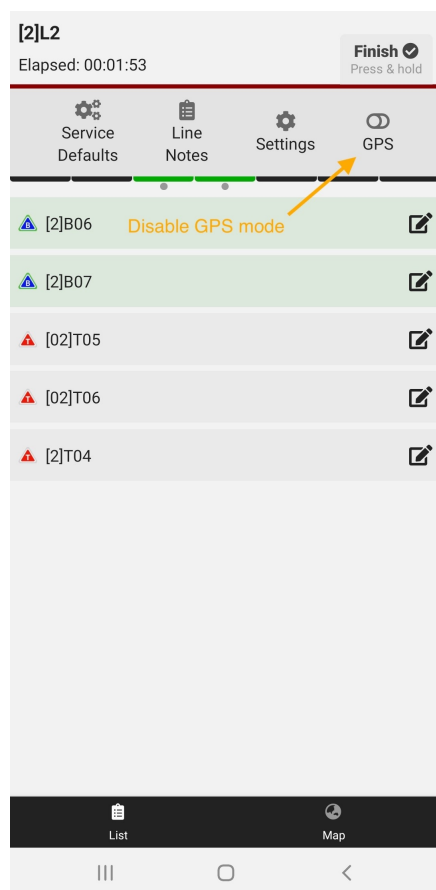 [2]L2
Elapsed: 00:01:53
Finish
Press & hold
Service
Defaults
Line
Notes
Settings
GPS
[2]B06
Disable GPS mode
[2]B07
[02]T05
[02]T06
[2]T04
List
Map